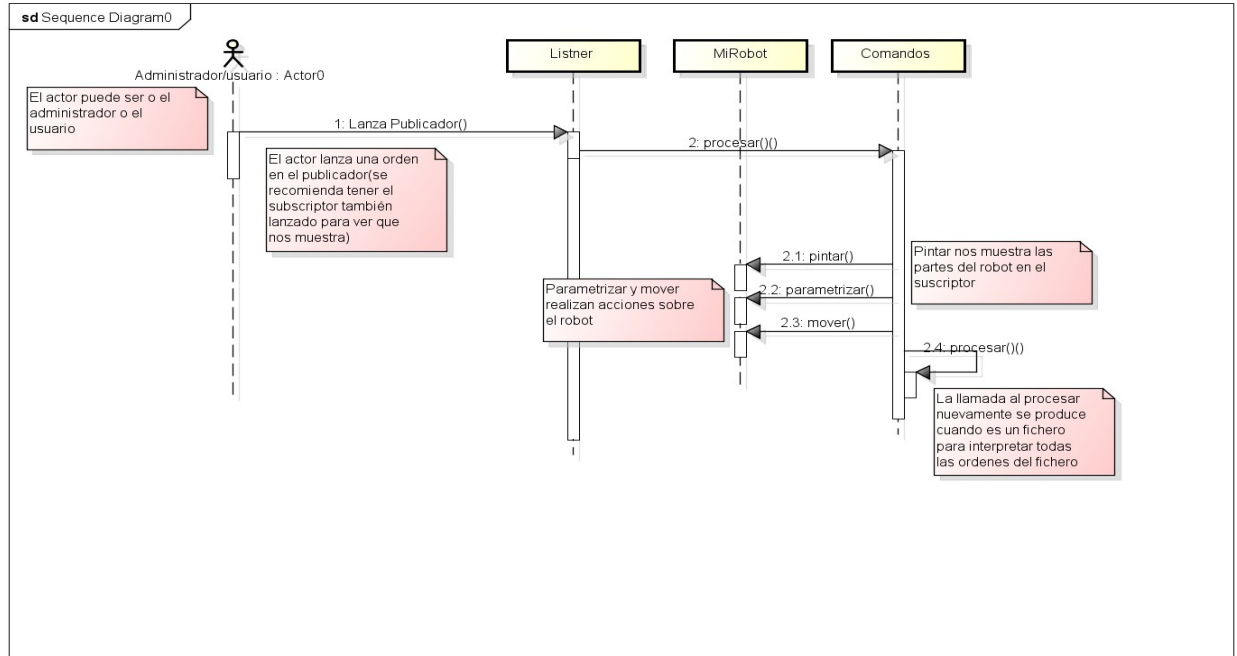 sd Sequence Diagram0
Administrador/usuario : Actor0
Listner
MiRobot
Comandos
El actor puede ser o el
administrador o el
usuario
1: Lanza Publicador()
2: procesar()()
El actor lanza una orden
en el publicador(se
recomienda tener el
subscriptor también
lanzado para ver que
nos muestra)
2.1: pintar()
Pintar nos muestra las
partes del robot en el
suscriptor
Parametrizar y mover
realizan acciones sobre
el robot
2.2: parametrizar()
2.3: mover()
2.4: procesar()()
La llamada al procesar
nuevamente se produce
cuando es un fichero
para interpretar todas
las ordenes del fichero